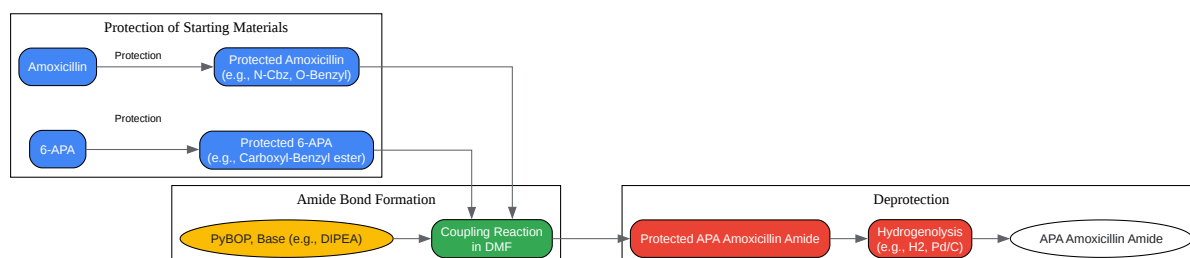 Protection of Starting Materials
Amoxicillin
Protection
Protected Amoxicillin
(e.g., N-Cbz, O-Benzyl)
6-APA
Protection
Protected 6-APA
(e.g., Carboxyl-Benzyl ester)
Amide Bond Formation
PyBOP, Base (e.g., DIPEA)
Coupling Reaction
in DMF
Deprotection
Protected APA Amoxicillin Amide
Hydrogenolysis
(e.g., H2, Pd/C)
APA Amoxicillin Amide